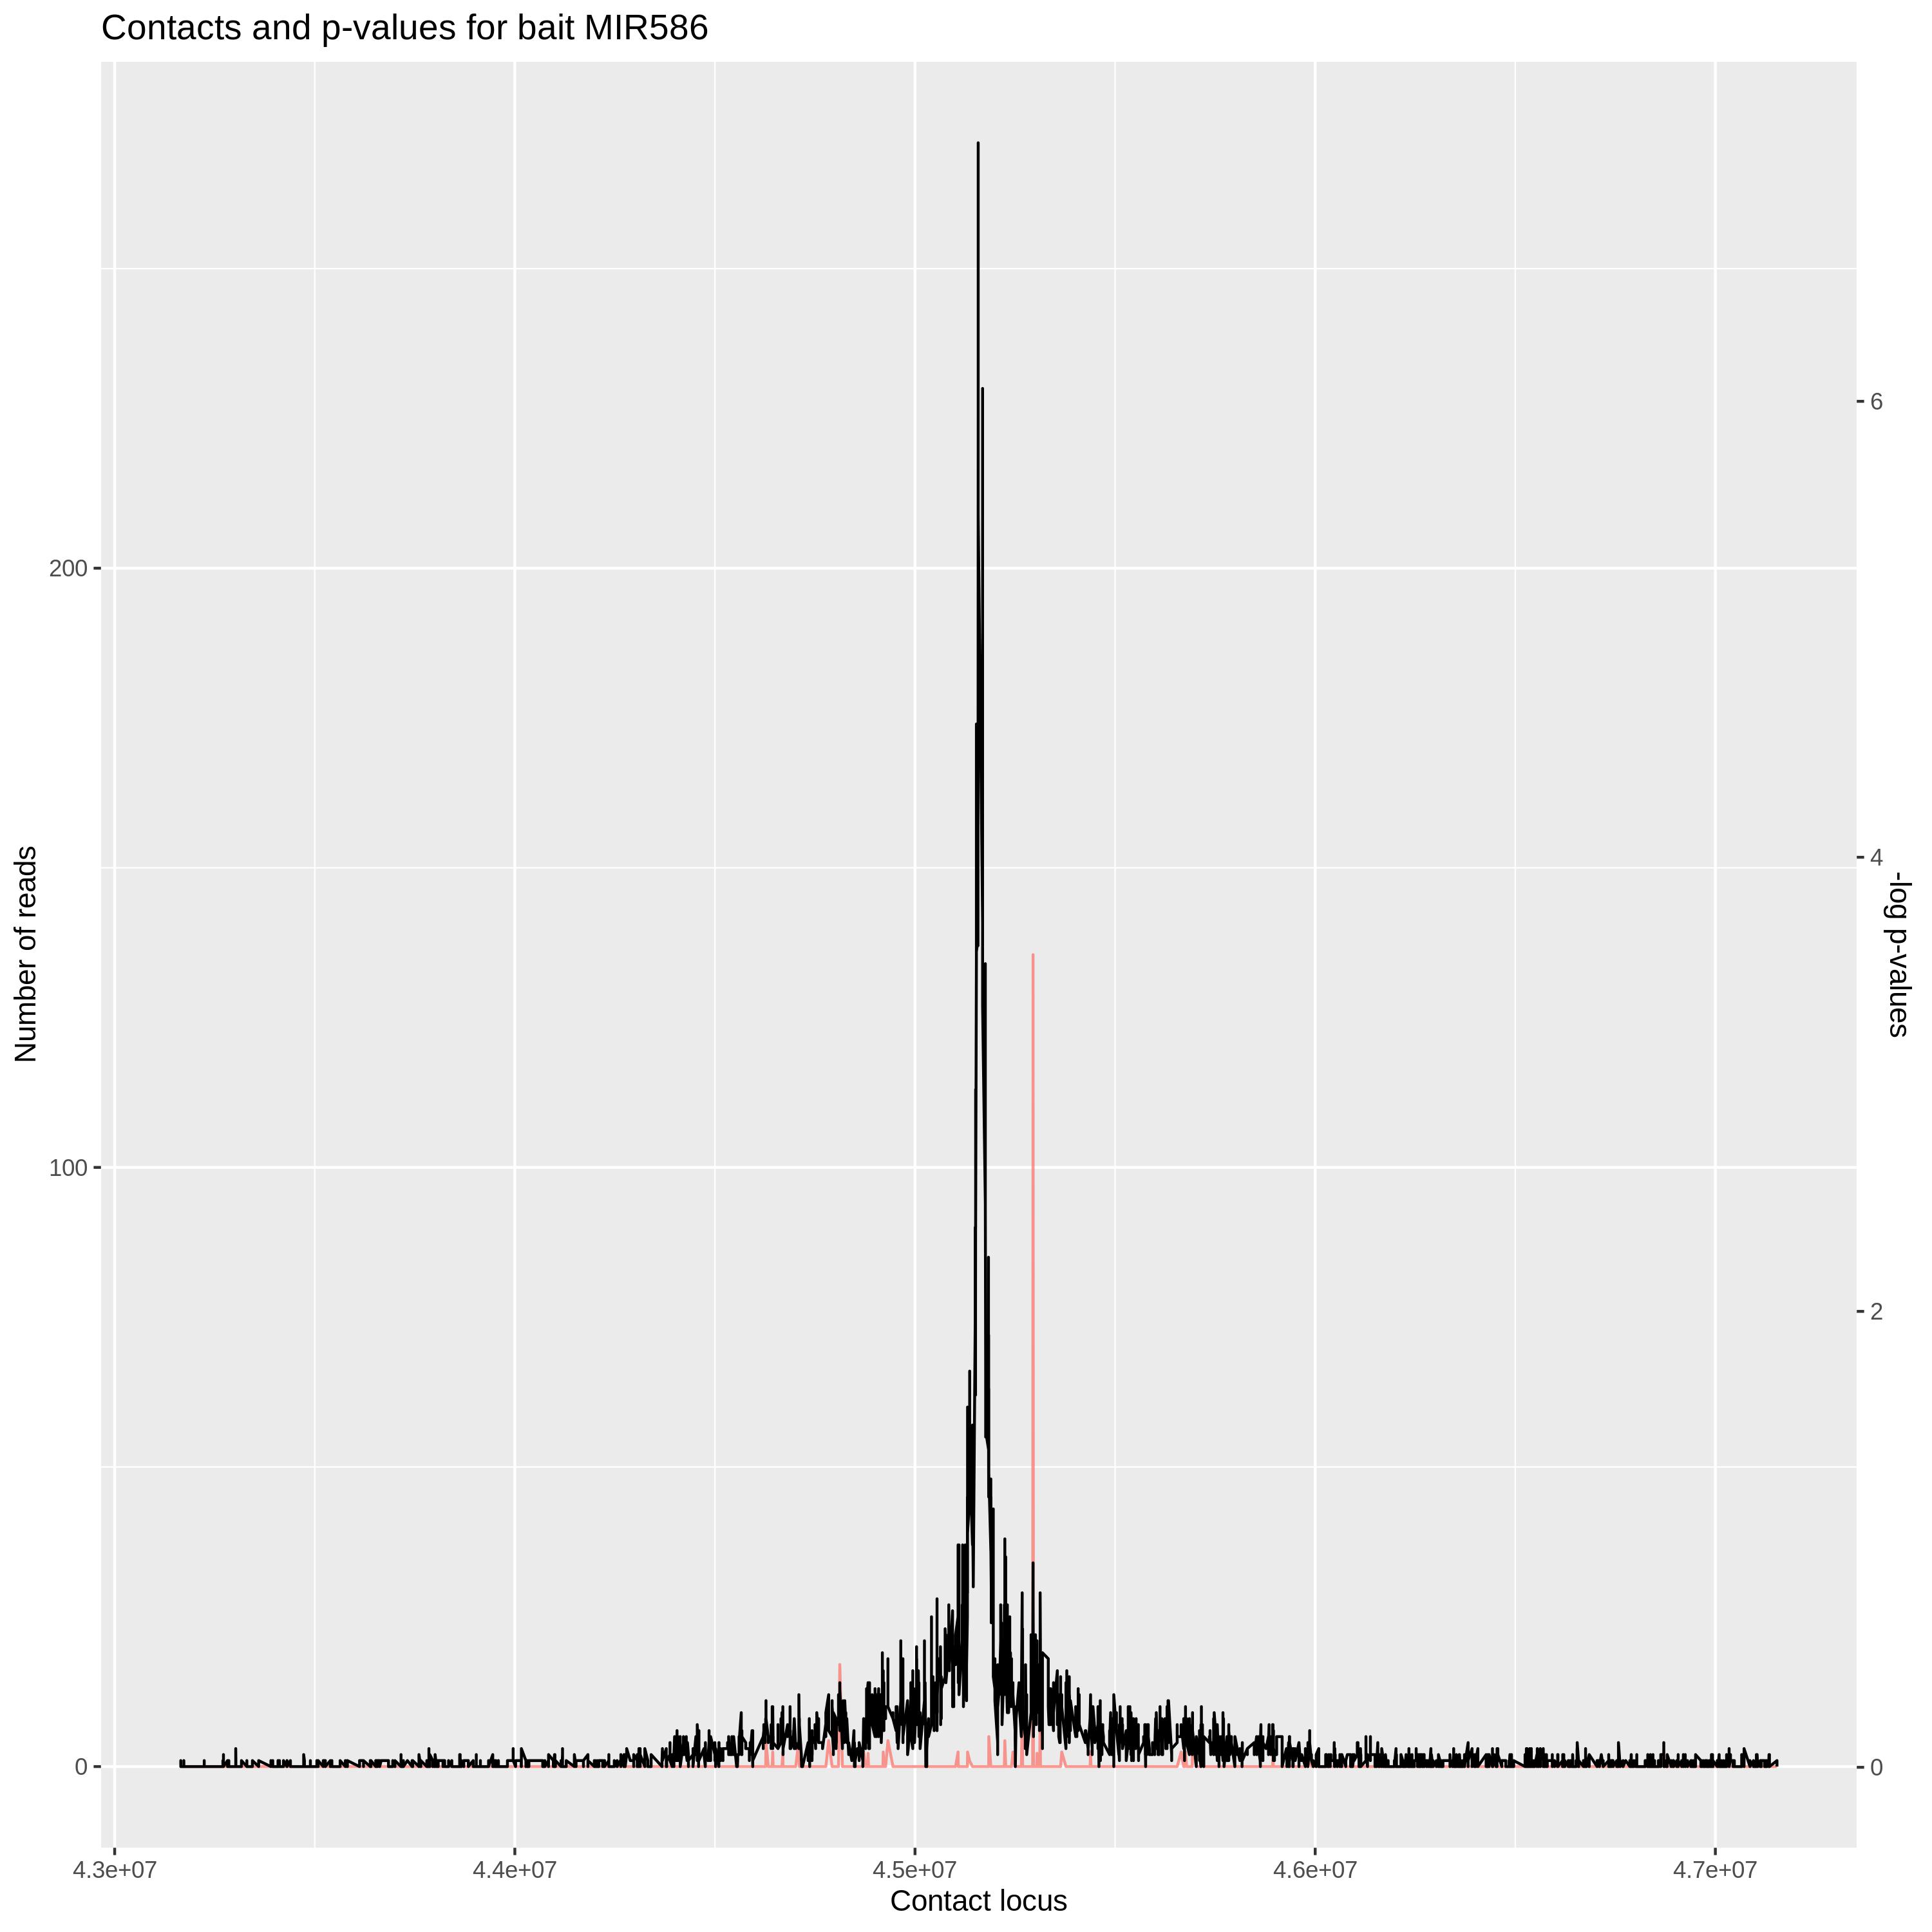 Contacts and p-values for bait MIR586
Number of reads
200
100
0
6
4
2
0
-log p-values
4.3e+07
4.4e+07
4.5e+07
4.6e+07
4.7e+07
Contact locus